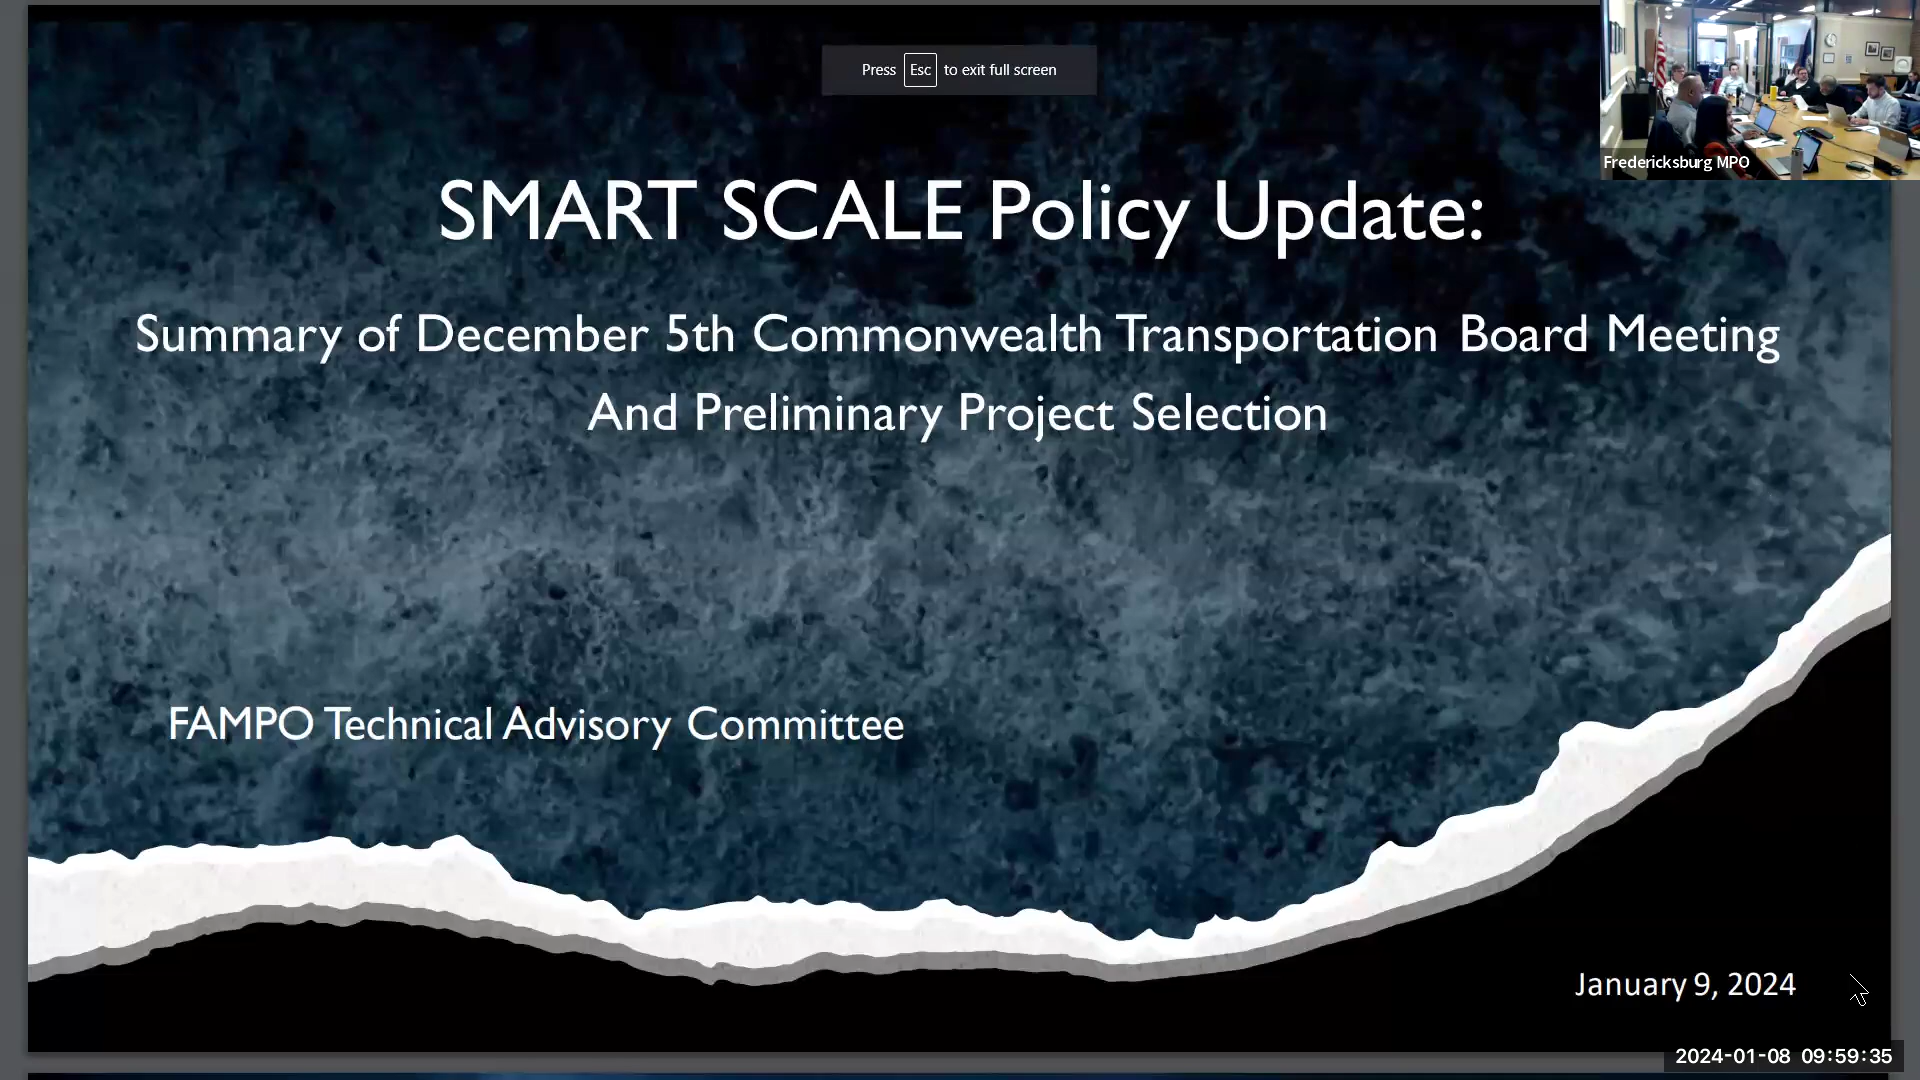 Press Esc to exit full screen
Fredericksburg MPO
SMART SCALE Policy Update:
Summary of December 5th Commonwealth Transportation Board Meeting
And Preliminary Project Selection
FAMPO Technical Advisory Committee
January 9, 2024
2024-01-08 09:59:35